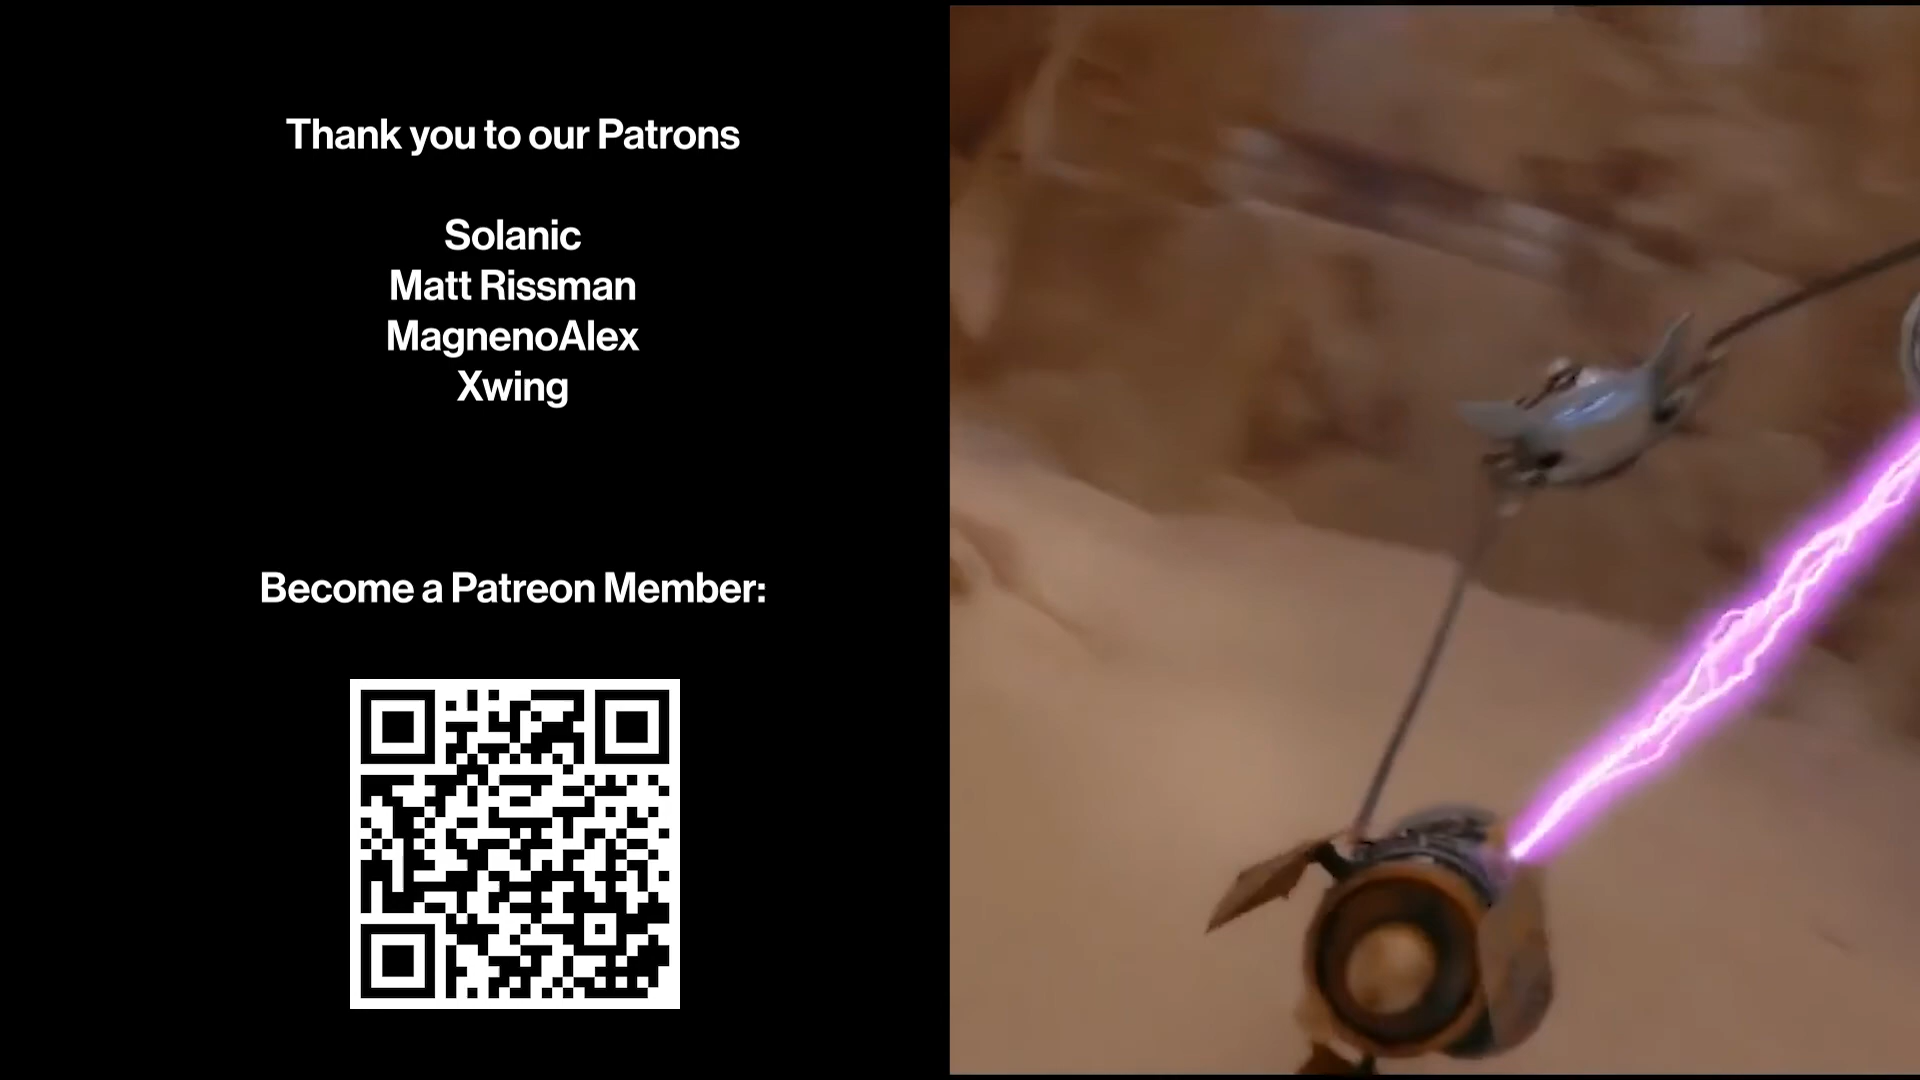 Thank you to our Patrons
Solanic
Matt Rissman
MagnenoAlex
Xwing
Become a Patreon Member: